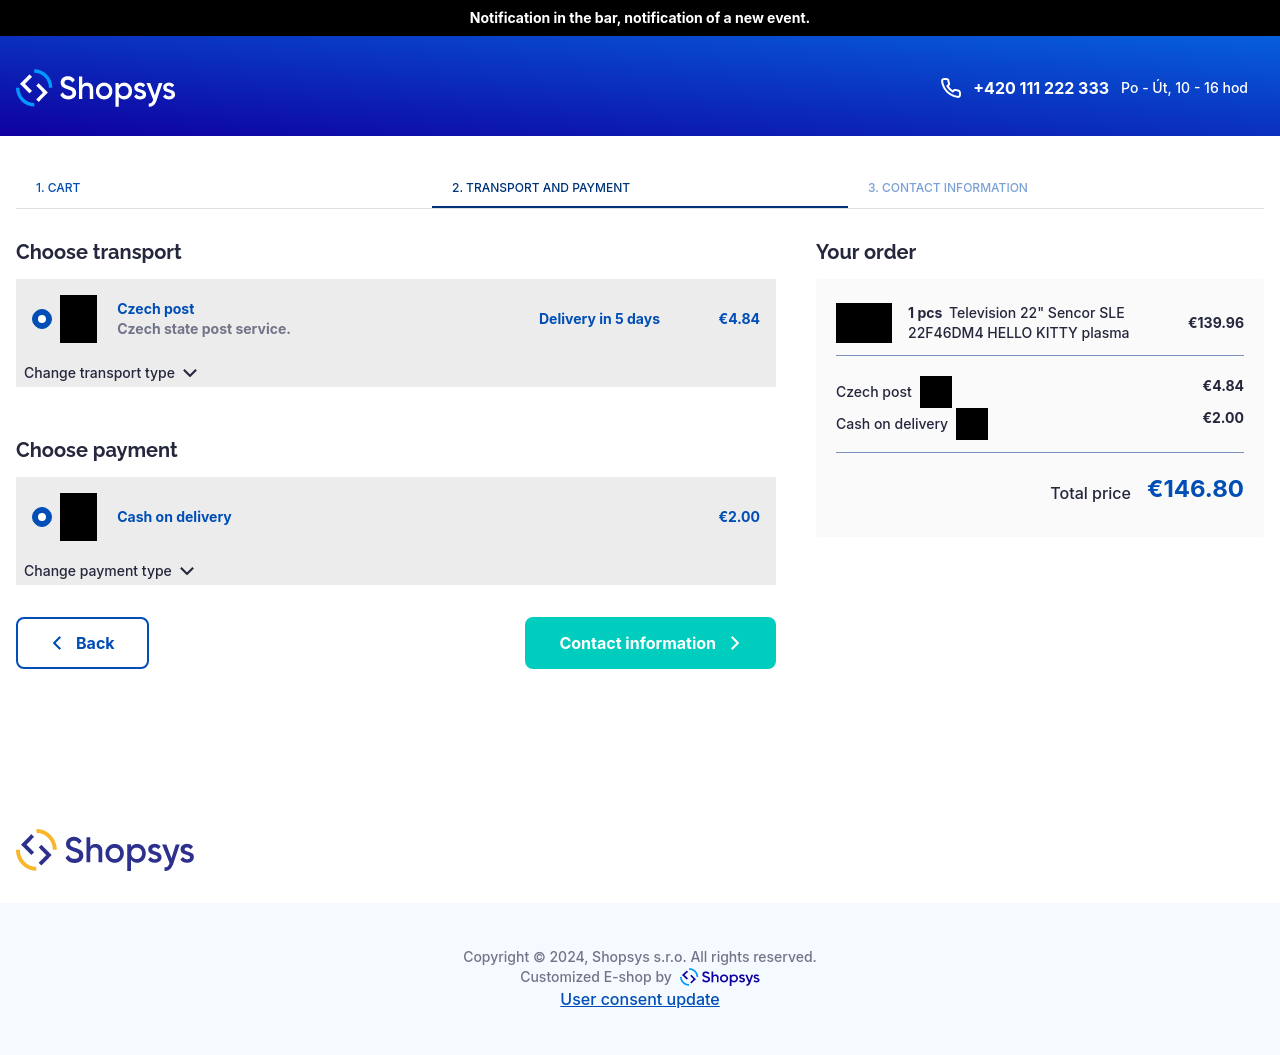 Notification in the bar, notification of a new event.
Shopsys
+420 111 222 333 Po - Út, 10 - 16 hod
1. CART
2. TRANSPORT AND PAYMENT
3. CONTACT INFORMATION
Choose transport
Czech post
Czech state post service.
Delivery in 5 days
€4.84
Change transport type
Choose payment
Cash on delivery
€2.00
Change payment type
Back
Contact information
Your order
1 pcs Television 22" Sencor SLE
22F46DM4 HELLO KITTY plasma
€139.96
Czech post
€4.84
Cash on delivery
€2.00
Total price €146.80
Shopsys
Copyright © 2024, Shopsys s.r.o. All rights reserved.
Customized E-shop by Shopsys
User consent update